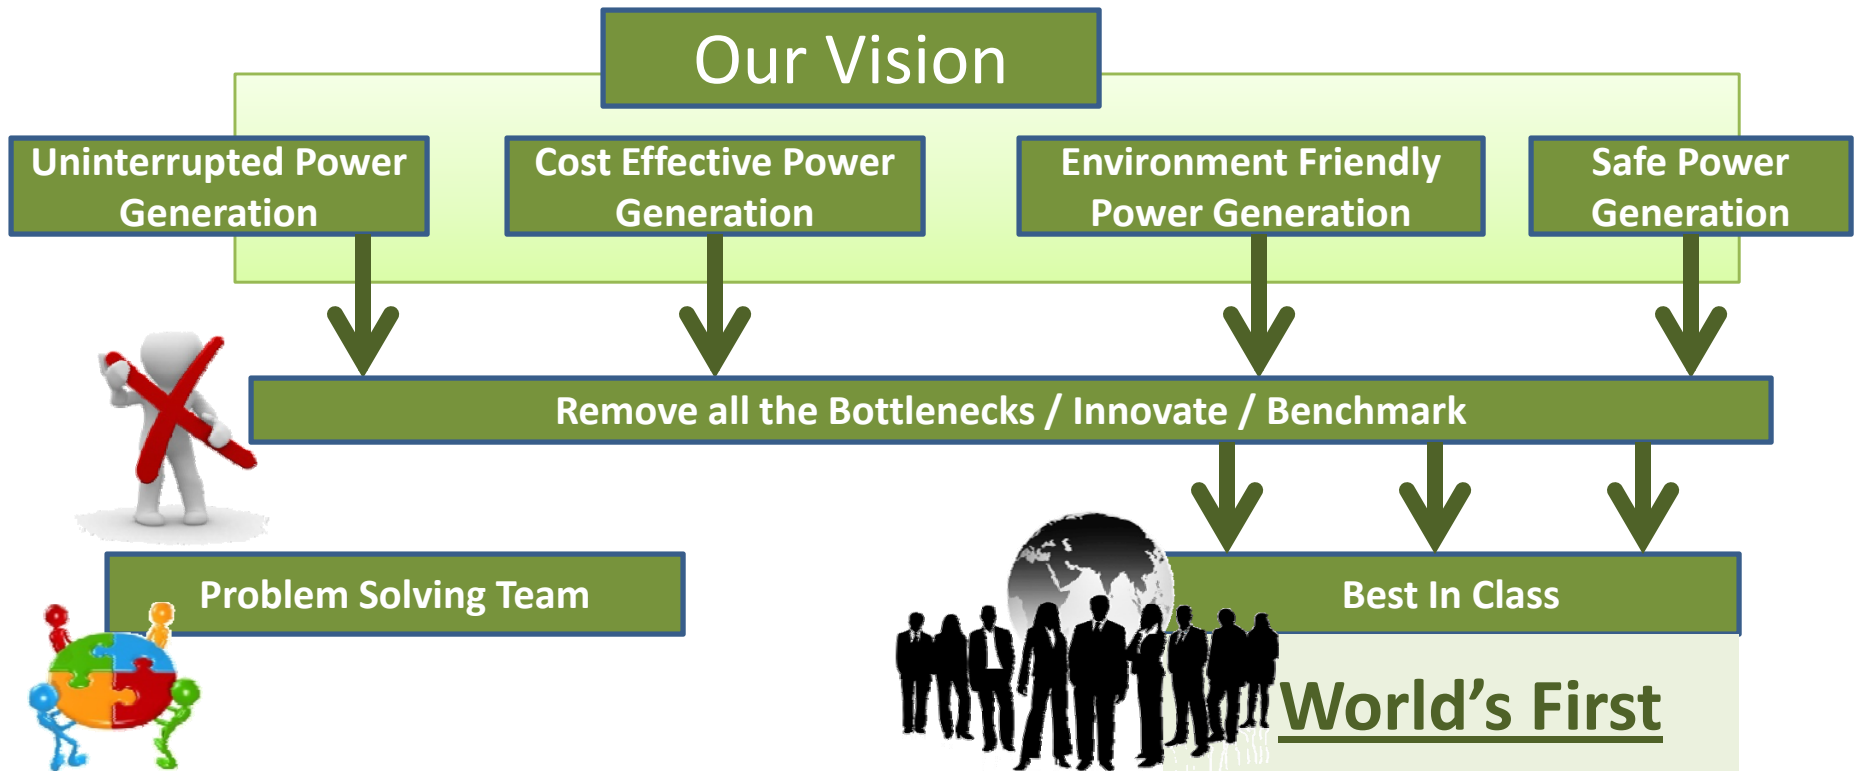 Our Vision
Uninterrupted Power
Generation
Cost Effective Power
Generation
Environment Friendly
Power Generation
Safe Power
Generation
Remove all the Bottlenecks / Innovate / Benchmark
Problem Solving Team
Best In Class
World’s First